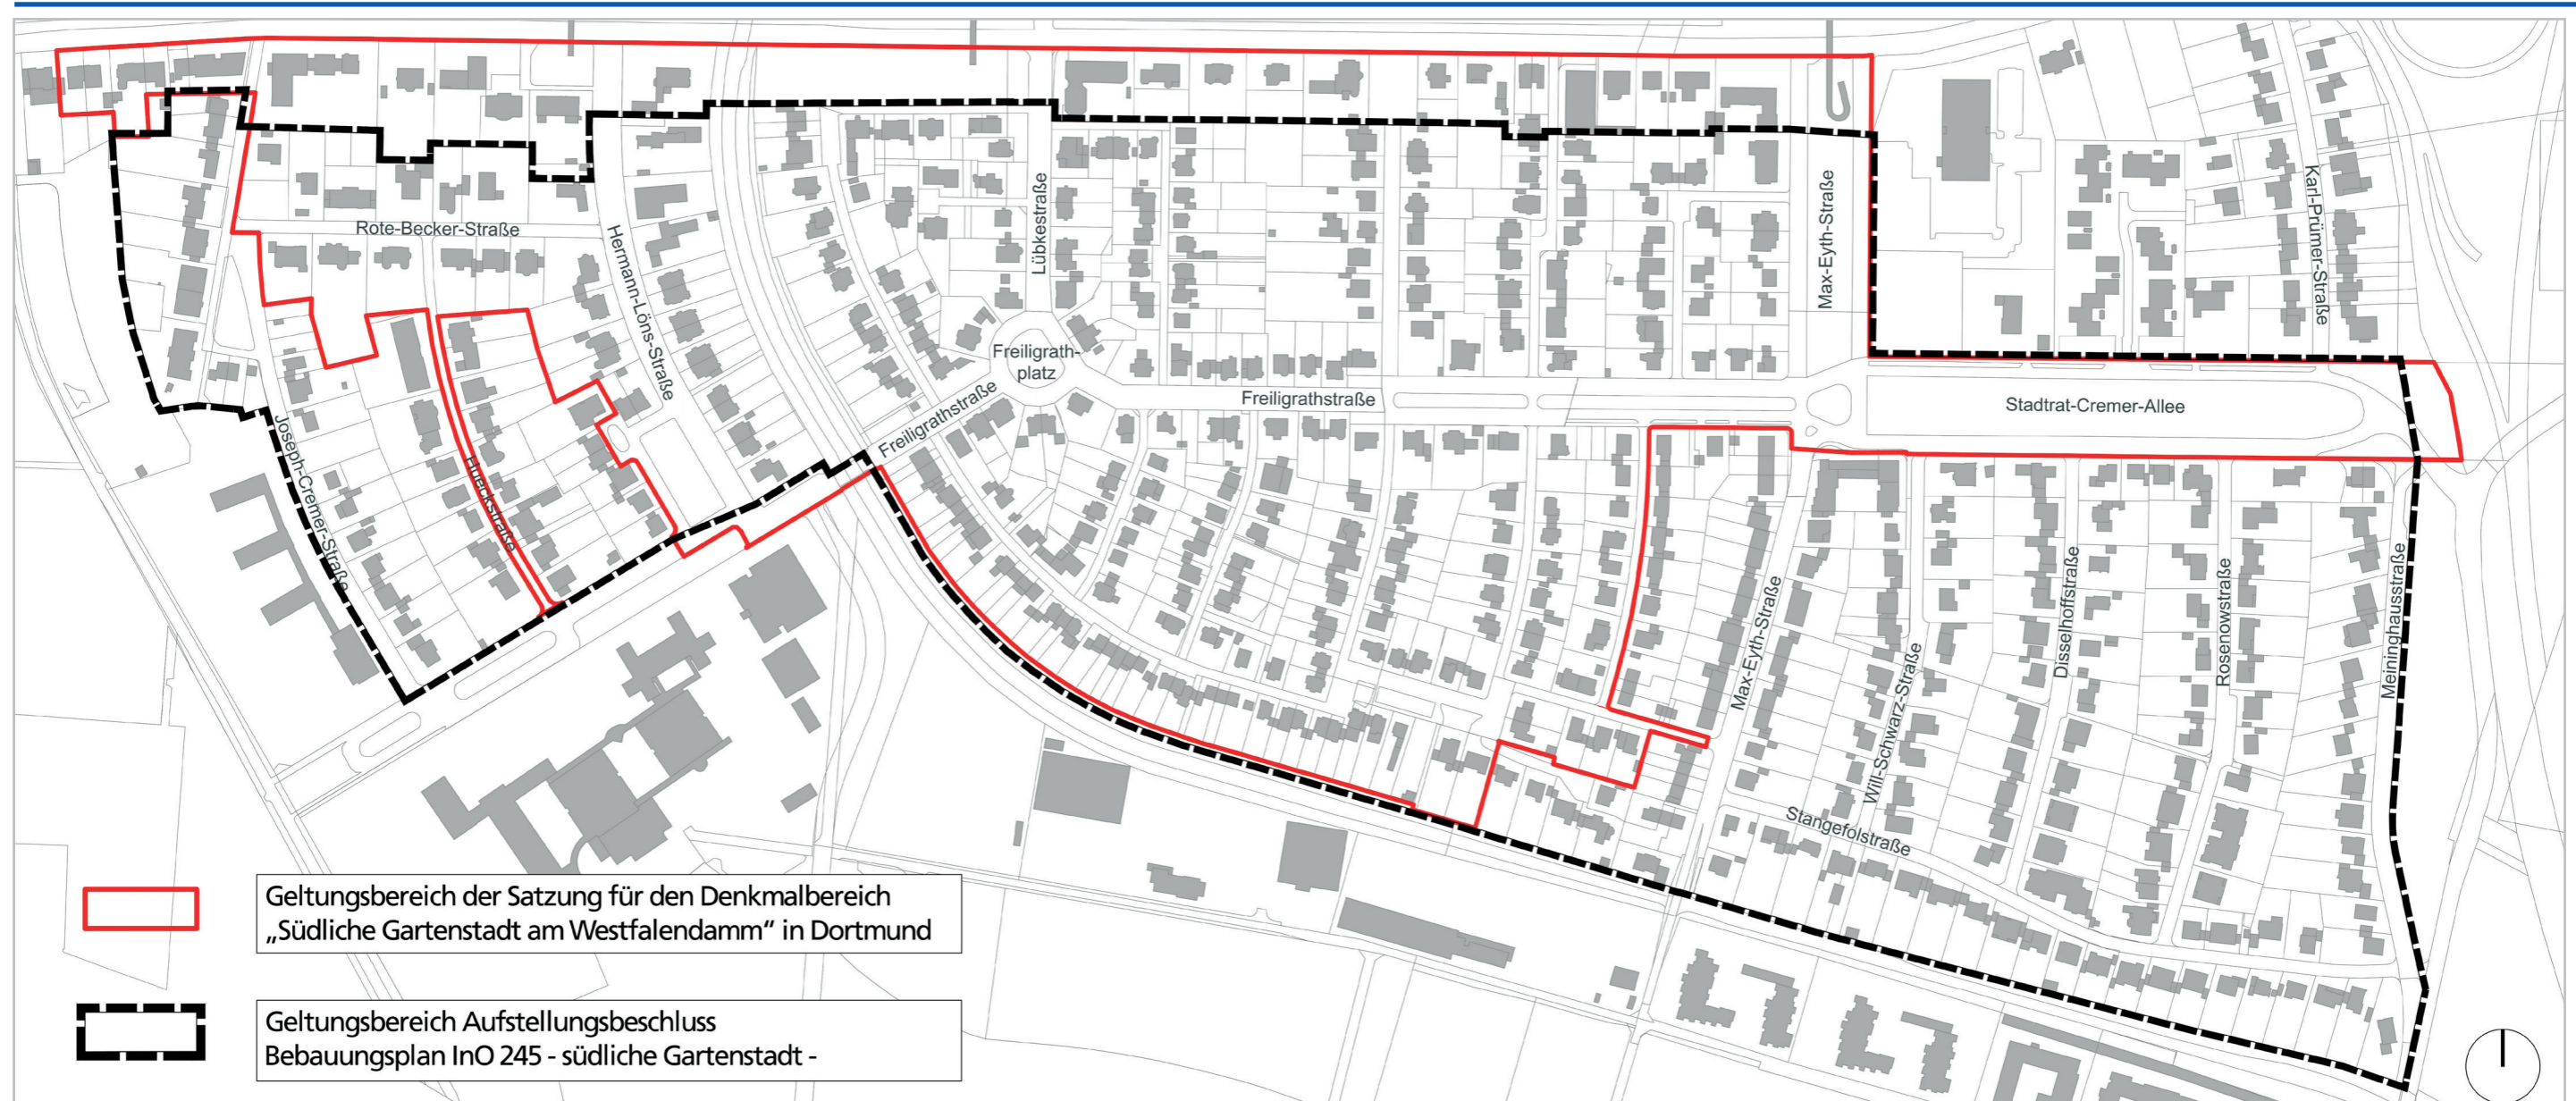 Karl-Prümer-Straße
Lübkestraße
Max-Eyth-Straße
Rote-Becker-Straße
Hermann-Löns-Straße
Freiligrath-
platz
Freiligrathstraße
Freiligrathstraße
Stadtrat-Cremer-Allee
Joseph-Cremer-Straße
Hueckstraße
Max-Eyth-Straße
Will-Schwarz-Straße
Disselhoffstraße
Rosenowstraße
Meininghausstraße
Stangefolstraße
Geltungsbereich der Satzung für den Denkmalbereich
„Südliche Gartenstadt am Westfalendamm“ in Dortmund
Geltungsbereich Aufstellungsbeschluss
Bebauungsplan InO 245 - südliche Gartenstadt -